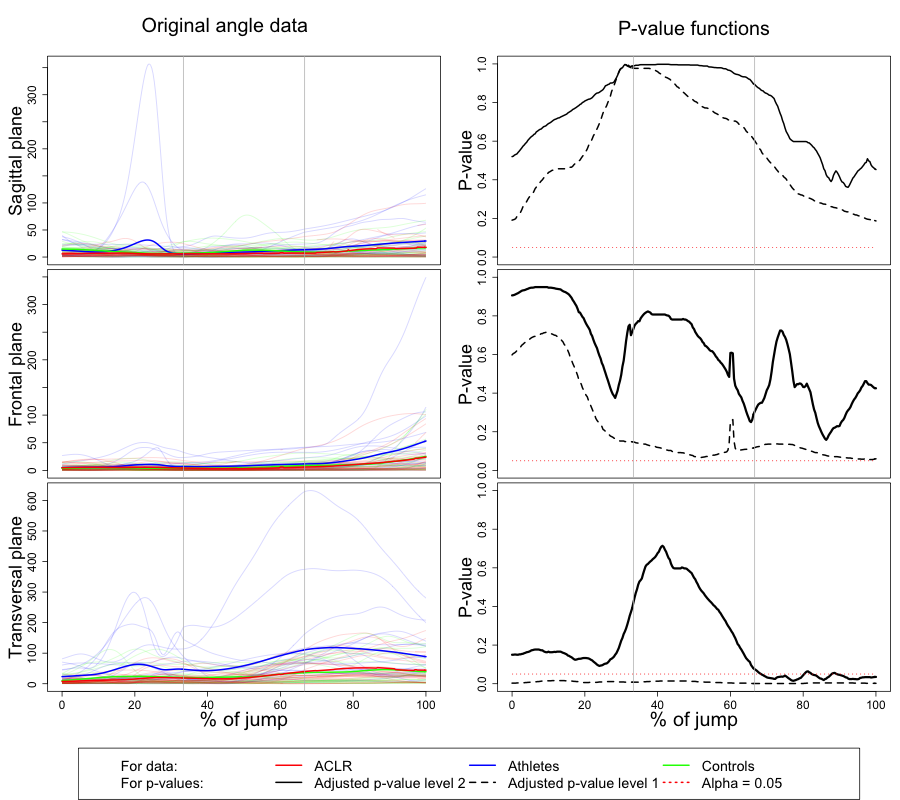 Original angle data
P-value functions
Sagittal plane
0 50 100 200 300
P-value
0.0 0.2 0.4 0.6 0.8 1.0
Frontal plane
0 50 100 200 300
P-value
0.0 0.2 0.4 0.6 0.8 1.0
Transversal plane
0 100 200 300 400 500 600
P-value
0.0 0.2 0.4 0.6 0.8 1.0
0 20 40 60 80 100
% of jump
0 20 40 60 80 100
% of jump
For data: ACLR Athletes Controls
For p-values: Adjusted p-value level 2 Adjusted p-value level 1 Alpha = 0.05